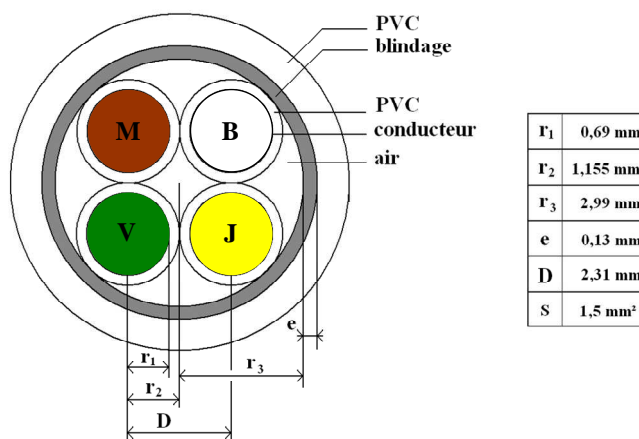 PVC
blindage
PVC
conducteur
air
M
B
V
J
e
r₁
r₃
r₂
D
r₁ 0,69 mm
r₂ 1,155 mm
r₃ 2,99 mm
e 0,13 mm
D 2,31 mm
S 1,5 mm²